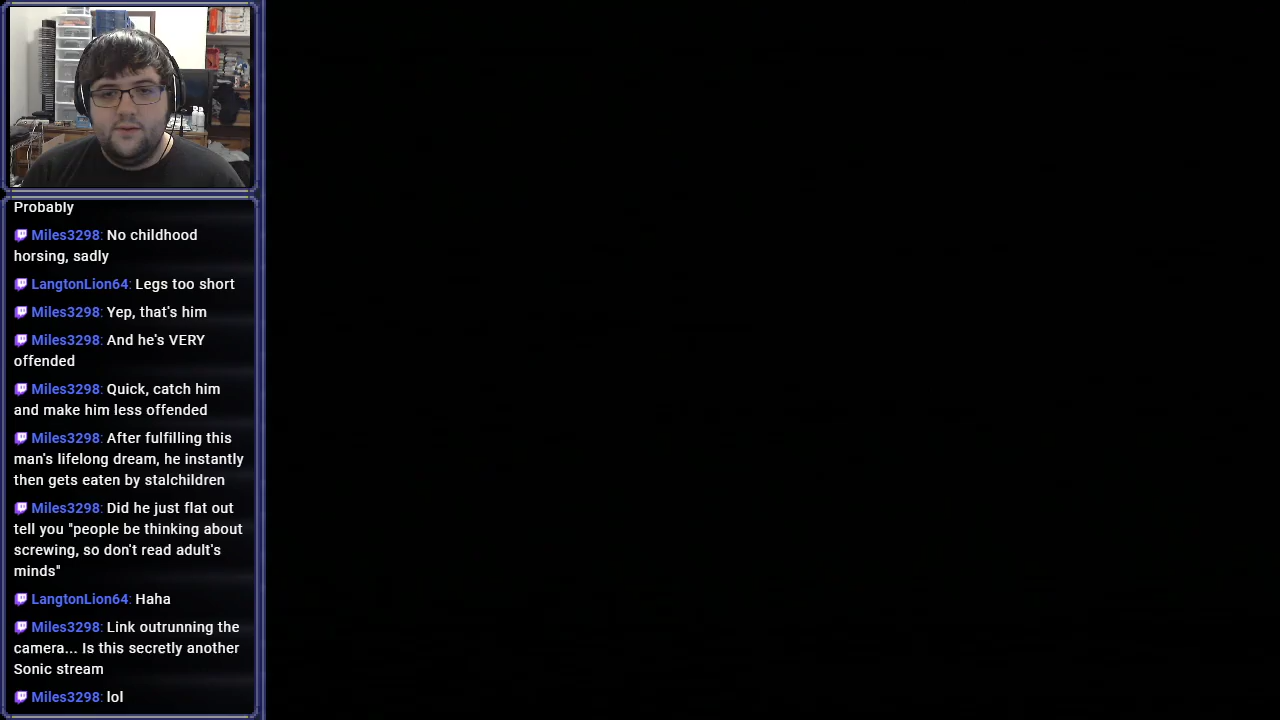 Probably
Miles3298: No childhood
horsing, sadly
LangtonLion64: Legs too short
Miles3298: Yep, that's him
Miles3298: And he's VERY
offended
Miles3298: Quick, catch him
and make him less offended
Miles3298: After fulfilling this
man's lifelong dream, he instantly
then gets eaten by stalchildren
Miles3298: Did he just flat out
tell you "people be thinking about
screwing, so don't read adult's
minds"
LangtonLion64: Haha
Miles3298: Link outrunning the
camera... Is this secretly another
Sonic stream
Miles3298: lol